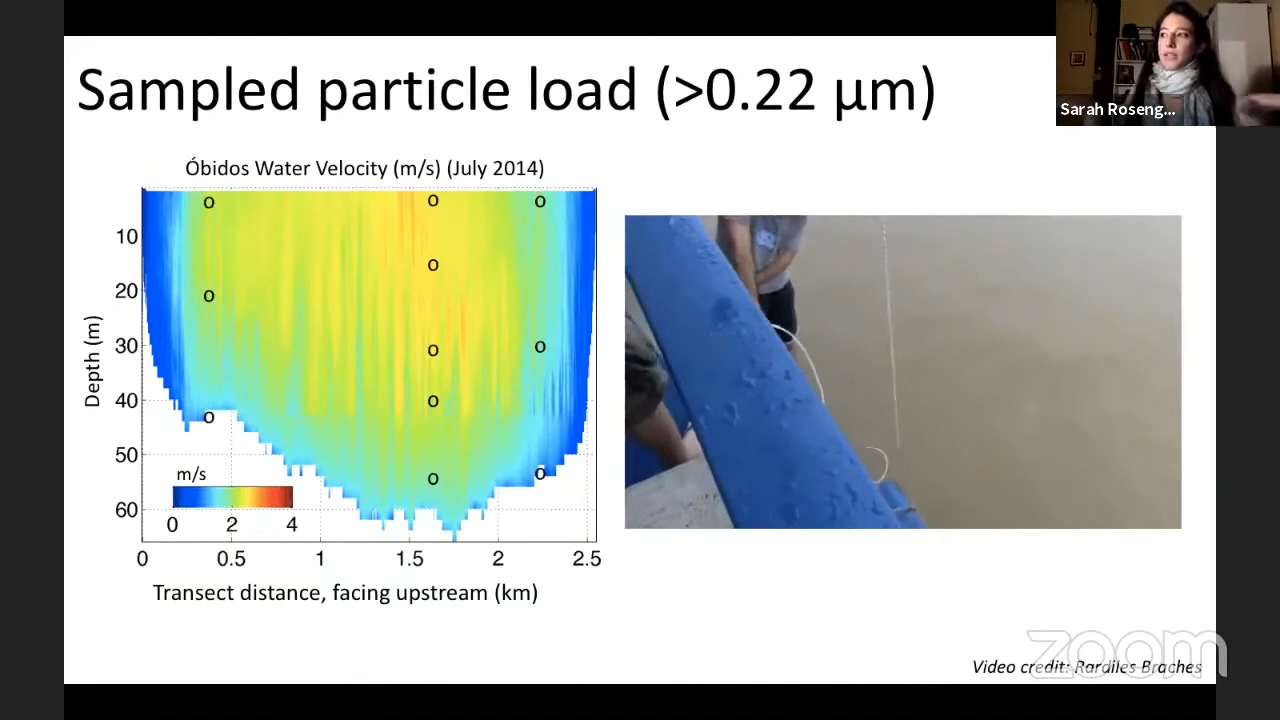 Sampled particle load (>0.22 μm)
Sarah Roseng...
Óbidos Water Velocity (m/s) (July 2014)
10
20
30
40
50
60
Depth (m)
m/s
0 2 4
0 0.5 1 1.5 2 2.5
Transect distance, facing upstream (km)
zoom
Video credit: Rardiles Braches